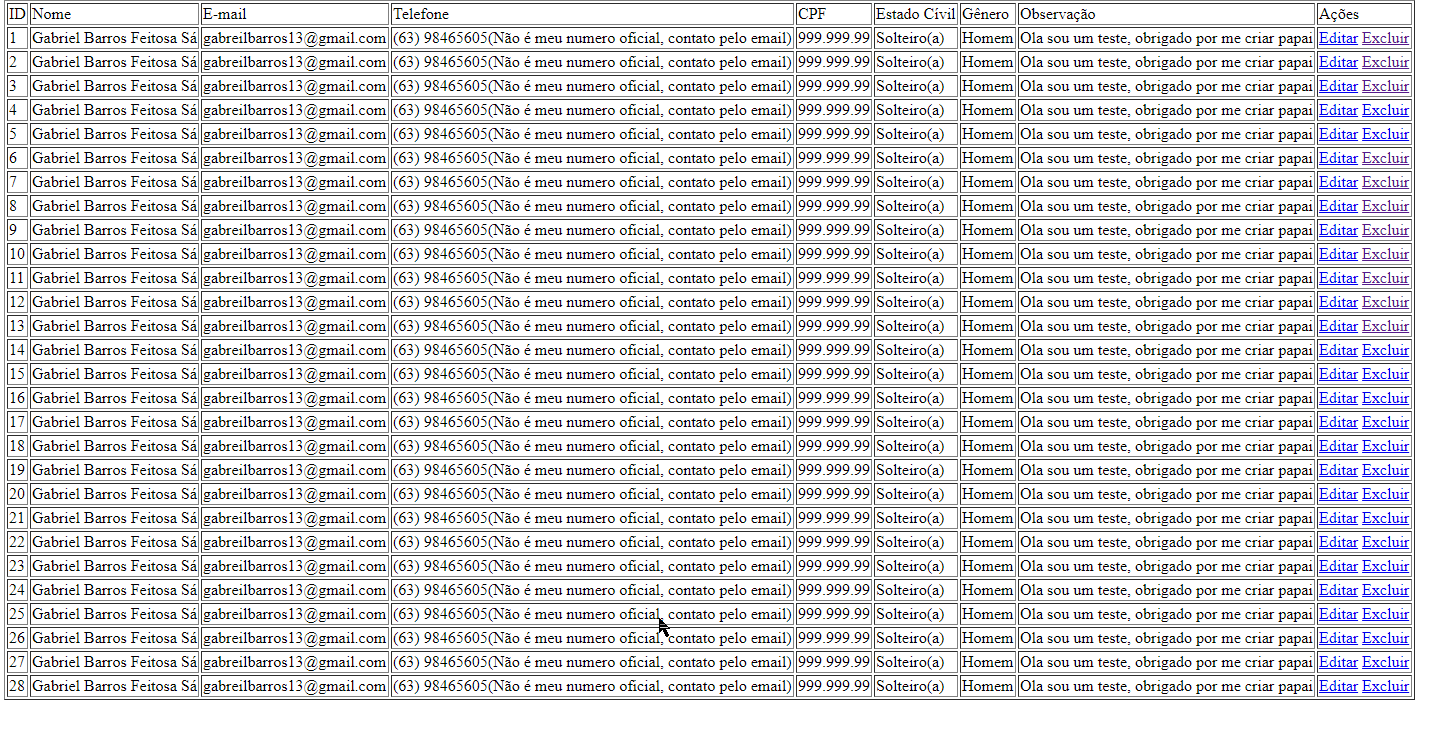 ID Nome E-mail Telefone CPF Estado Cívil Gênero Observação Ações
1 Gabriel Barros Feitosa Sá gabreilbarros13@gmail.com (63) 98465605(Não é meu numero oficial, contato pelo email) 999.999.99 Solteiro(a) Homem Ola sou um teste, obrigado por me criar papai Editar Excluir
2 Gabriel Barros Feitosa Sá gabreilbarros13@gmail.com (63) 98465605(Não é meu numero oficial, contato pelo email) 999.999.99 Solteiro(a) Homem Ola sou um teste, obrigado por me criar papai Editar Excluir
3 Gabriel Barros Feitosa Sá gabreilbarros13@gmail.com (63) 98465605(Não é meu numero oficial, contato pelo email) 999.999.99 Solteiro(a) Homem Ola sou um teste, obrigado por me criar papai Editar Excluir
4 Gabriel Barros Feitosa Sá gabreilbarros13@gmail.com (63) 98465605(Não é meu numero oficial, contato pelo email) 999.999.99 Solteiro(a) Homem Ola sou um teste, obrigado por me criar papai Editar Excluir
5 Gabriel Barros Feitosa Sá gabreilbarros13@gmail.com (63) 98465605(Não é meu numero oficial, contato pelo email) 999.999.99 Solteiro(a) Homem Ola sou um teste, obrigado por me criar papai Editar Excluir
6 Gabriel Barros Feitosa Sá gabreilbarros13@gmail.com (63) 98465605(Não é meu numero oficial, contato pelo email) 999.999.99 Solteiro(a) Homem Ola sou um teste, obrigado por me criar papai Editar Excluir
7 Gabriel Barros Feitosa Sá gabreilbarros13@gmail.com (63) 98465605(Não é meu numero oficial, contato pelo email) 999.999.99 Solteiro(a) Homem Ola sou um teste, obrigado por me criar papai Editar Excluir
8 Gabriel Barros Feitosa Sá gabreilbarros13@gmail.com (63) 98465605(Não é meu numero oficial, contato pelo email) 999.999.99 Solteiro(a) Homem Ola sou um teste, obrigado por me criar papai Editar Excluir
9 Gabriel Barros Feitosa Sá gabreilbarros13@gmail.com (63) 98465605(Não é meu numero oficial, contato pelo email) 999.999.99 Solteiro(a) Homem Ola sou um teste, obrigado por me criar papai Editar Excluir
10 Gabriel Barros Feitosa Sá gabreilbarros13@gmail.com (63) 98465605(Não é meu numero oficial, contato pelo email) 999.999.99 Solteiro(a) Homem Ola sou um teste, obrigado por me criar papai Editar Excluir
11 Gabriel Barros Feitosa Sá gabreilbarros13@gmail.com (63) 98465605(Não é meu numero oficial, contato pelo email) 999.999.99 Solteiro(a) Homem Ola sou um teste, obrigado por me criar papai Editar Excluir
12 Gabriel Barros Feitosa Sá gabreilbarros13@gmail.com (63) 98465605(Não é meu numero oficial, contato pelo email) 999.999.99 Solteiro(a) Homem Ola sou um teste, obrigado por me criar papai Editar Excluir
13 Gabriel Barros Feitosa Sá gabreilbarros13@gmail.com (63) 98465605(Não é meu numero oficial, contato pelo email) 999.999.99 Solteiro(a) Homem Ola sou um teste, obrigado por me criar papai Editar Excluir
14 Gabriel Barros Feitosa Sá gabreilbarros13@gmail.com (63) 98465605(Não é meu numero oficial, contato pelo email) 999.999.99 Solteiro(a) Homem Ola sou um teste, obrigado por me criar papai Editar Excluir
15 Gabriel Barros Feitosa Sá gabreilbarros13@gmail.com (63) 98465605(Não é meu numero oficial, contato pelo email) 999.999.99 Solteiro(a) Homem Ola sou um teste, obrigado por me criar papai Editar Excluir
16 Gabriel Barros Feitosa Sá gabreilbarros13@gmail.com (63) 98465605(Não é meu numero oficial, contato pelo email) 999.999.99 Solteiro(a) Homem Ola sou um teste, obrigado por me criar papai Editar Excluir
17 Gabriel Barros Feitosa Sá gabreilbarros13@gmail.com (63) 98465605(Não é meu numero oficial, contato pelo email) 999.999.99 Solteiro(a) Homem Ola sou um teste, obrigado por me criar papai Editar Excluir
18 Gabriel Barros Feitosa Sá gabreilbarros13@gmail.com (63) 98465605(Não é meu numero oficial, contato pelo email) 999.999.99 Solteiro(a) Homem Ola sou um teste, obrigado por me criar papai Editar Excluir
19 Gabriel Barros Feitosa Sá gabreilbarros13@gmail.com (63) 98465605(Não é meu numero oficial, contato pelo email) 999.999.99 Solteiro(a) Homem Ola sou um teste, obrigado por me criar papai Editar Excluir
20 Gabriel Barros Feitosa Sá gabreilbarros13@gmail.com (63) 98465605(Não é meu numero oficial, contato pelo email) 999.999.99 Solteiro(a) Homem Ola sou um teste, obrigado por me criar papai Editar Excluir
21 Gabriel Barros Feitosa Sá gabreilbarros13@gmail.com (63) 98465605(Não é meu numero oficial, contato pelo email) 999.999.99 Solteiro(a) Homem Ola sou um teste, obrigado por me criar papai Editar Excluir
22 Gabriel Barros Feitosa Sá gabreilbarros13@gmail.com (63) 98465605(Não é meu numero oficial, contato pelo email) 999.999.99 Solteiro(a) Homem Ola sou um teste, obrigado por me criar papai Editar Excluir
23 Gabriel Barros Feitosa Sá gabreilbarros13@gmail.com (63) 98465605(Não é meu numero oficial, contato pelo email) 999.999.99 Solteiro(a) Homem Ola sou um teste, obrigado por me criar papai Editar Excluir
24 Gabriel Barros Feitosa Sá gabreilbarros13@gmail.com (63) 98465605(Não é meu numero oficial, contato pelo email) 999.999.99 Solteiro(a) Homem Ola sou um teste, obrigado por me criar papai Editar Excluir
25 Gabriel Barros Feitosa Sá gabreilbarros13@gmail.com (63) 98465605(Não é meu numero oficial, contato pelo email) 999.999.99 Solteiro(a) Homem Ola sou um teste, obrigado por me criar papai Editar Excluir
26 Gabriel Barros Feitosa Sá gabreilbarros13@gmail.com (63) 98465605(Não é meu numero oficial, contato pelo email) 999.999.99 Solteiro(a) Homem Ola sou um teste, obrigado por me criar papai Editar Excluir
27 Gabriel Barros Feitosa Sá gabreilbarros13@gmail.com (63) 98465605(Não é meu numero oficial, contato pelo email) 999.999.99 Solteiro(a) Homem Ola sou um teste, obrigado por me criar papai Editar Excluir
28 Gabriel Barros Feitosa Sá gabreilbarros13@gmail.com (63) 98465605(Não é meu numero oficial, contato pelo email) 999.999.99 Solteiro(a) Homem Ola sou um teste, obrigado por me criar papai Editar Excluir